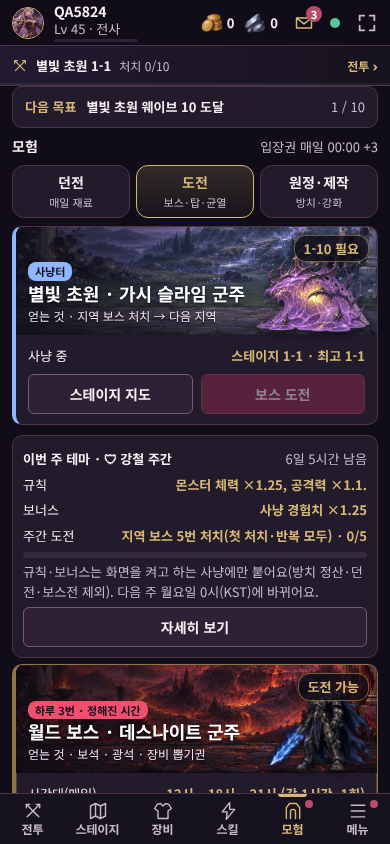 QA5824
Lv 45 · 전사
0
0
3
별빛 초원 1-1 처치 0/10
전투 ›
다음 목표 별빛 초원 웨이브 10 도달
1 / 10
모험
입장권 매일 00:00 +3
던전
매일 재료
도전
보스·탑·균열
원정·제작
방치·강화
1-10 필요
사냥터
별빛 초원 · 가시 슬라임 군주
얻는 것 · 지역 보스 처치 → 다음 지역
사냥 중
스테이지 1-1 · 최고 1-1
스테이지 지도
보스 도전
이번 주 테마 · 🛡 강철 주간
6일 5시간 남음
규칙
몬스터 체력 ×1.25, 공격력 ×1.1.
보너스
사냥 경험치 ×1.25
주간 도전
지역 보스 5번 처치(첫 처치·반복 모두) · 0/5
규칙·보너스는 화면을 켜고 하는 사냥에만 붙어요(방치 정산·던
전·보스전 제외). 다음 주 월요일 0시(KST)에 바뀌어요.
자세히 보기
도전 가능
하루 3번 · 정해진 시간
월드 보스 · 데스나이트 군주
얻는 것 · 보석 · 광석 · 장비 뽑기권
전투
스테이지
장비
스킬
모험
메뉴